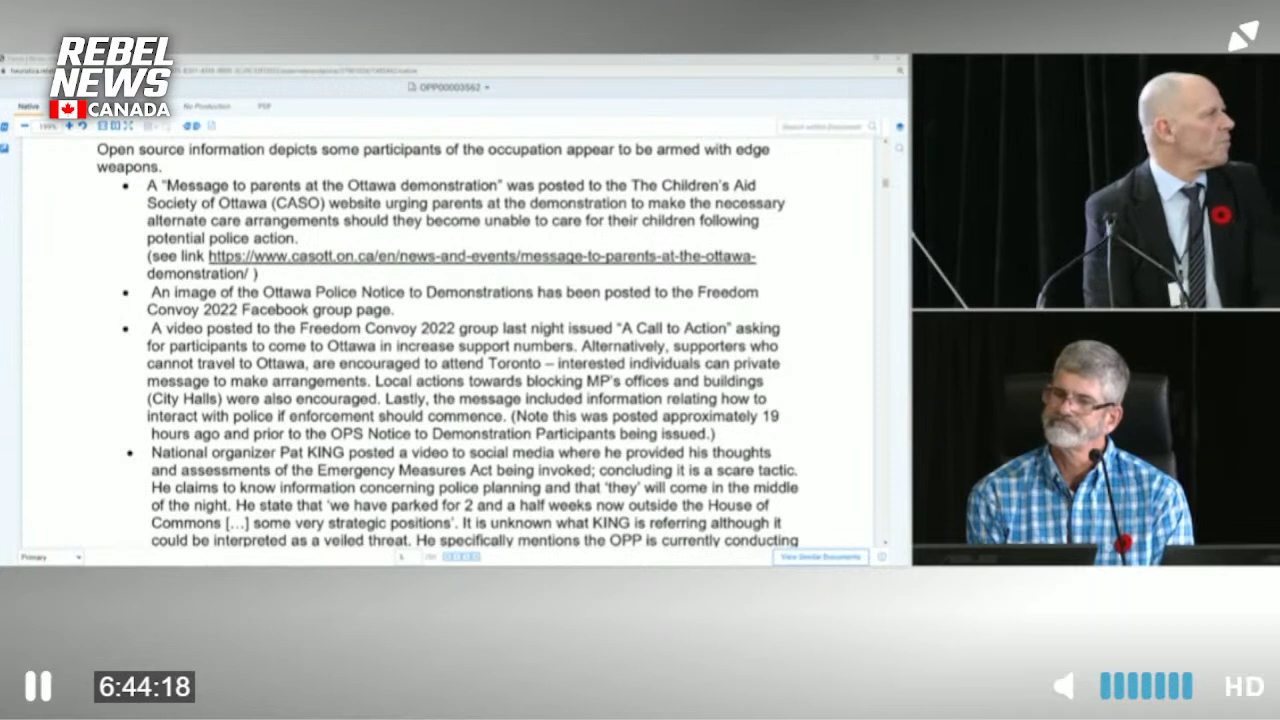 REBEL
NEWS
CANADA
OPP00003562
Native
No Production
PDF
199%
Search within Document
Open source information depicts some participants of the occupation appear to be armed with edge
weapons.
• A “Message to parents at the Ottawa demonstration” was posted to the The Children’s Aid
Society of Ottawa (CASO) website urging parents at the demonstration to make the necessary
alternate care arrangements should they become unable to care for their children following
potential police action.
(see link https://www.casott.on.ca/en/news-and-events/message-to-parents-at-the-ottawa-
demonstration/ )
• An image of the Ottawa Police Notice to Demonstrations has been posted to the Freedom
Convoy 2022 Facebook group page.
• A video posted to the Freedom Convoy 2022 group last night issued “A Call to Action” asking
for participants to come to Ottawa in increase support numbers. Alternatively, supporters who
cannot travel to Ottawa, are encouraged to attend Toronto – interested individuals can private
message to make arrangements. Local actions towards blocking MP’s offices and buildings
(City Halls) were also encouraged. Lastly, the message included information relating how to
interact with police if enforcement should commence. (Note this was posted approximately 19
hours ago and prior to the OPS Notice to Demonstration Participants being issued.)
• National organizer Pat KING posted a video to social media where he provided his thoughts
and assessments of the Emergency Measures Act being invoked; concluding it is a scare tactic.
He claims to know information concerning police planning and that ‘they’ will come in the middle
of the night. He state that ‘we have parked for 2 and a half weeks now outside the House of
Commons [...] some very strategic positions’. It is unknown what KING is referring although it
could be interpreted as a veiled threat. He specifically mentions the OPP is currently conducting
Primary
View Similar Documents
6:44:18
HD